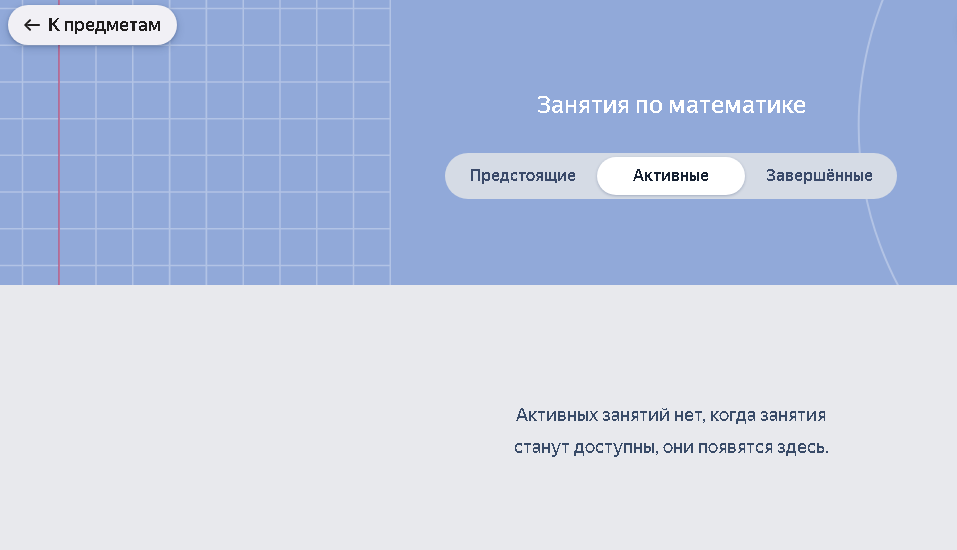 ← К предметам
Занятия по математике
Предстоящие Активные Завершённые
Активных занятий нет, когда занятия
станут доступны, они появятся здесь.